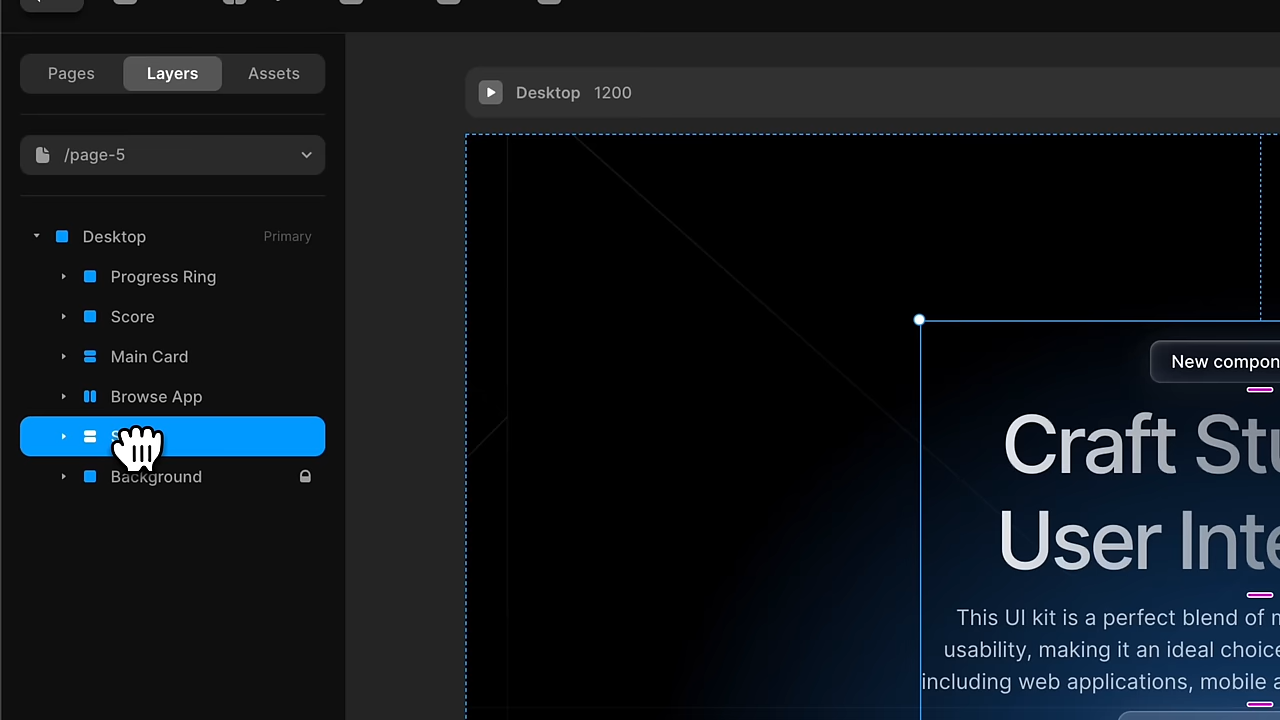 Pages Layers Assets
/page-5
Desktop Primary
Progress Ring
Score
Main Card
Browse App
Background
Desktop 1200
New compon
Craft Stu
User Inte
This UI kit is a perfect blend of
usability, making it an ideal choice
including web applications, mobile a